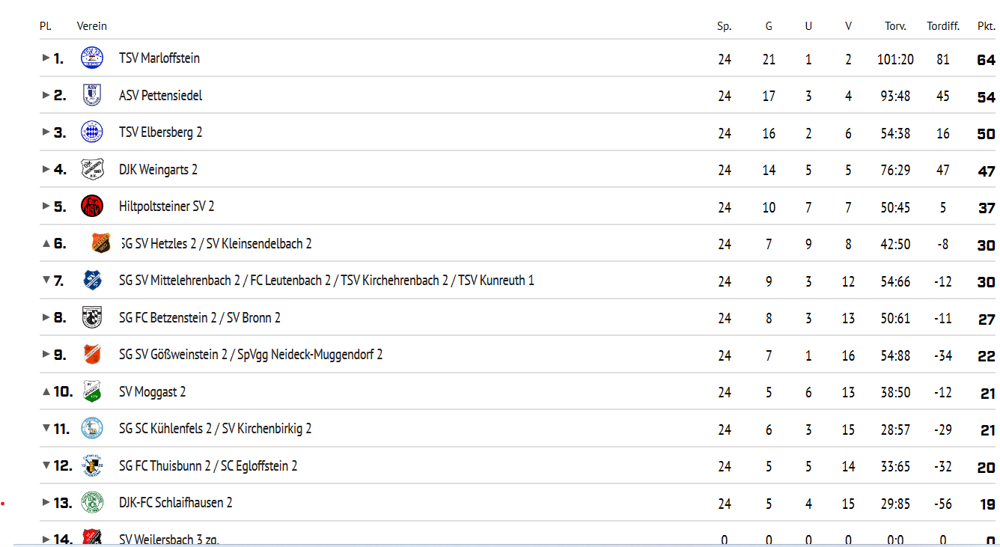 Pl. Verein Sp. G U V Torv. Tordiff. Pkt.
1. TSV Marloffstein 24 21 1 2 101:20 81 64
2. ASV Pettensiedel 24 17 3 4 93:48 45 54
3. TSV Elbersberg 2 24 16 2 6 54:38 16 50
4. DJK Weingarts 2 24 14 5 5 76:29 47 47
5. Hiltpoltsteiner SV 2 24 10 7 7 50:45 5 37
6. SG SV Hetzles 2 / SV Kleinsendelbach 2 24 7 9 8 42:50 -8 30
7. SG SV Mittelehrenbach 2 / FC Leutenbach 2 / TSV Kirchehrenbach 2 / TSV Kunreuth 1 24 9 3 12 54:66 -12 30
8. SG FC Betzenstein 2 / SV Bronn 2 24 8 3 13 50:61 -11 27
9. SG SV Gößweinstein 2 / SpVgg Neideck-Muggendorf 2 24 7 1 16 54:88 -34 22
10. SV Moggast 2 24 5 6 13 38:50 -12 21
11. SG SC Kühlenfels 2 / SV Kirchenbirkig 2 24 6 3 15 28:57 -29 21
12. SG FC Thuisbunn 2 / SC Egloffstein 2 24 5 5 14 33:65 -32 20
13. DJK-FC Schlaifhausen 2 24 5 4 15 29:85 -56 19
14. SV Weilersbach 3 zg. 0 0 0 0 0:0 0 0